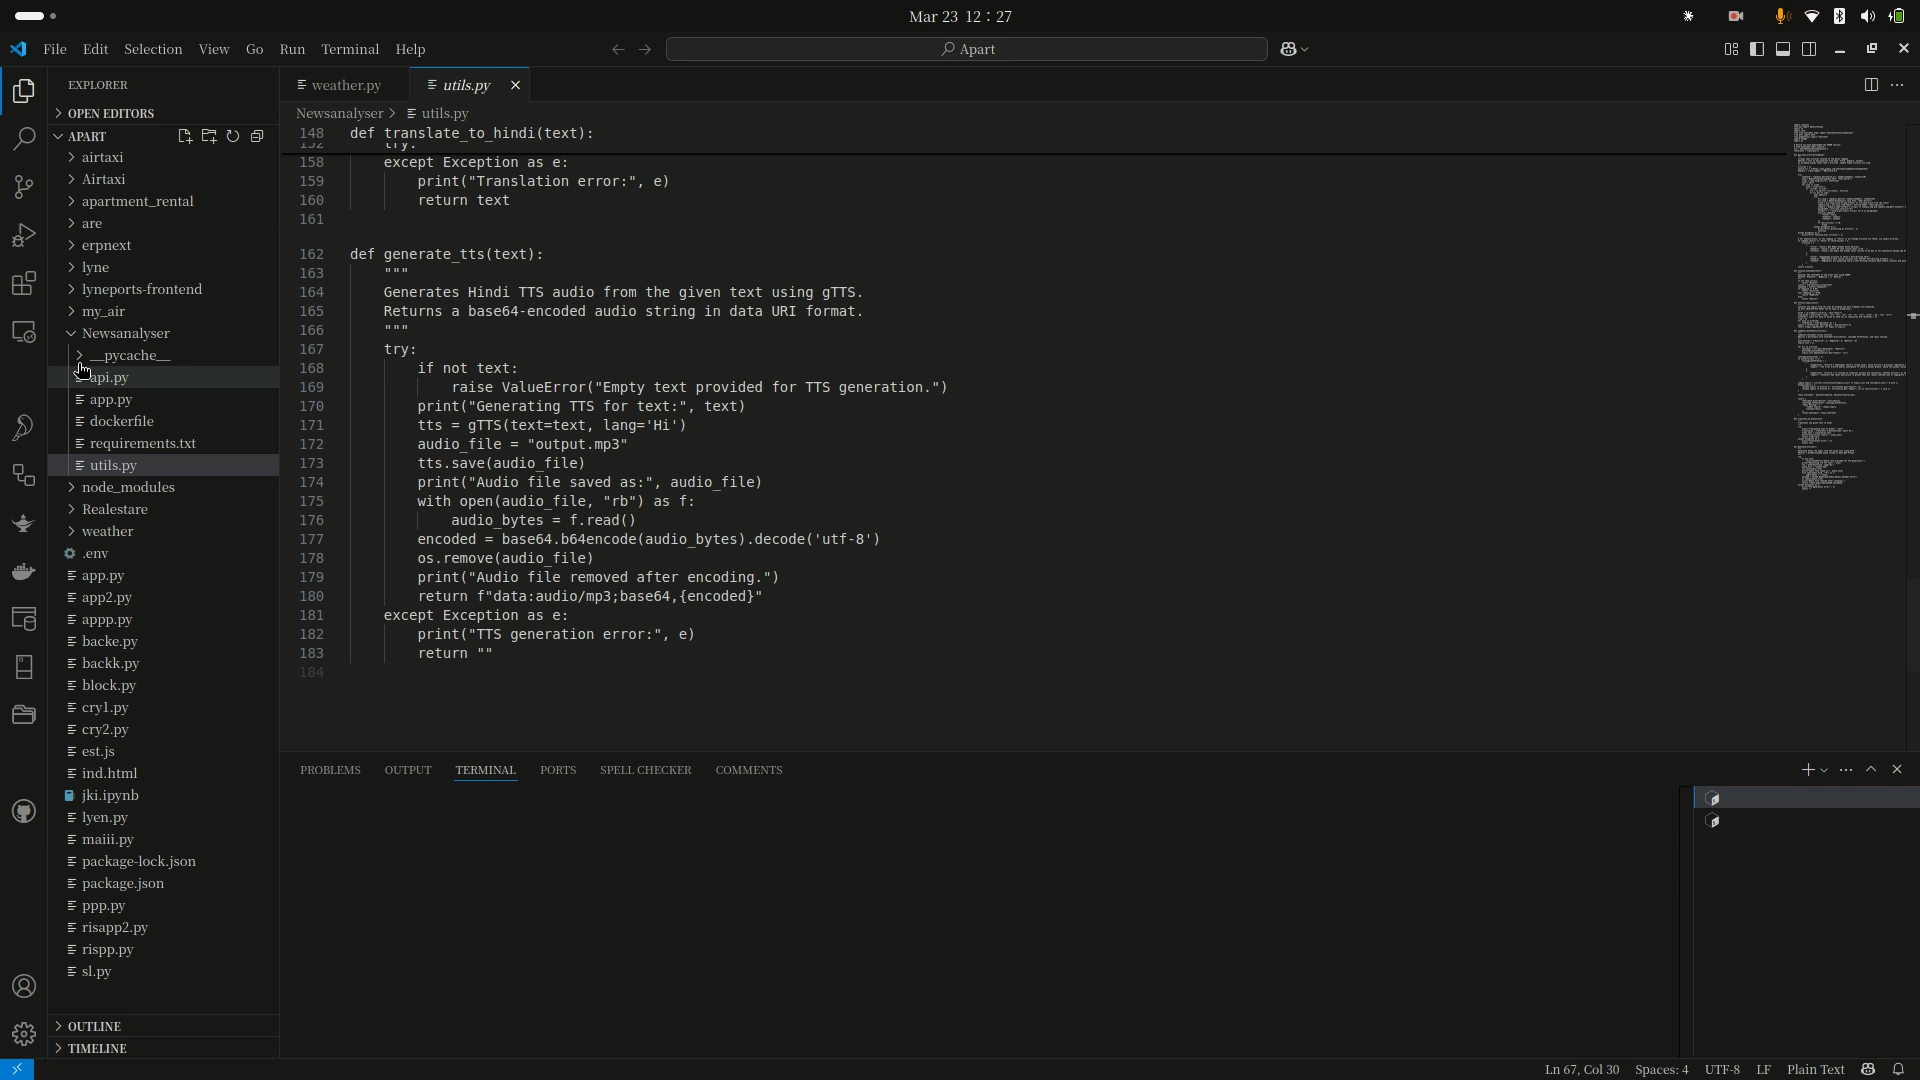 Mar 23 12:27
File Edit Selection View Go Run Terminal Help
Apart
EXPLORER
OPEN EDITORS
APART
airtaxi
Airtaxi
apartment_rental
are
erpnext
lyne
lyneports-frontend
my_air
Newsanalyser
__pycache__
api.py
app.py
dockerfile
requirements.txt
utils.py
node_modules
Realestare
weather
.env
app.py
app2.py
appp.py
backe.py
backk.py
block.py
cry1.py
cry2.py
est.js
ind.html
jki.ipynb
lyen.py
maiii.py
package-lock.json
package.json
ppp.py
risapp2.py
rispp.py
sl.py
OUTLINE
TIMELINE
weather.py utils.py
Newsanalyser > utils.py
148 def translate_to_hindi(text):
152 try:
158 except Exception as e:
159 print("Translation error:", e)
160 return text
161
162 def generate_tts(text):
163 """
164 Generates Hindi TTS audio from the given text using gTTS.
165 Returns a base64-encoded audio string in data URI format.
166 """
167 try:
168 if not text:
169 raise ValueError("Empty text provided for TTS generation.")
170 print("Generating TTS for text:", text)
171 tts = gTTS(text=text, lang='Hi')
172 audio_file = "output.mp3"
173 tts.save(audio_file)
174 print("Audio file saved as:", audio_file)
175 with open(audio_file, "rb") as f:
176 audio_bytes = f.read()
177 encoded = base64.b64encode(audio_bytes).decode('utf-8')
178 os.remove(audio_file)
179 print("Audio file removed after encoding.")
180 return f"data:audio/mp3;base64,{encoded}"
181 except Exception as e:
182 print("TTS generation error:", e)
183 return ""
184
PROBLEMS OUTPUT TERMINAL PORTS SPELL CHECKER COMMENTS
Ln 67, Col 30 Spaces: 4 UTF-8 LF Plain Text